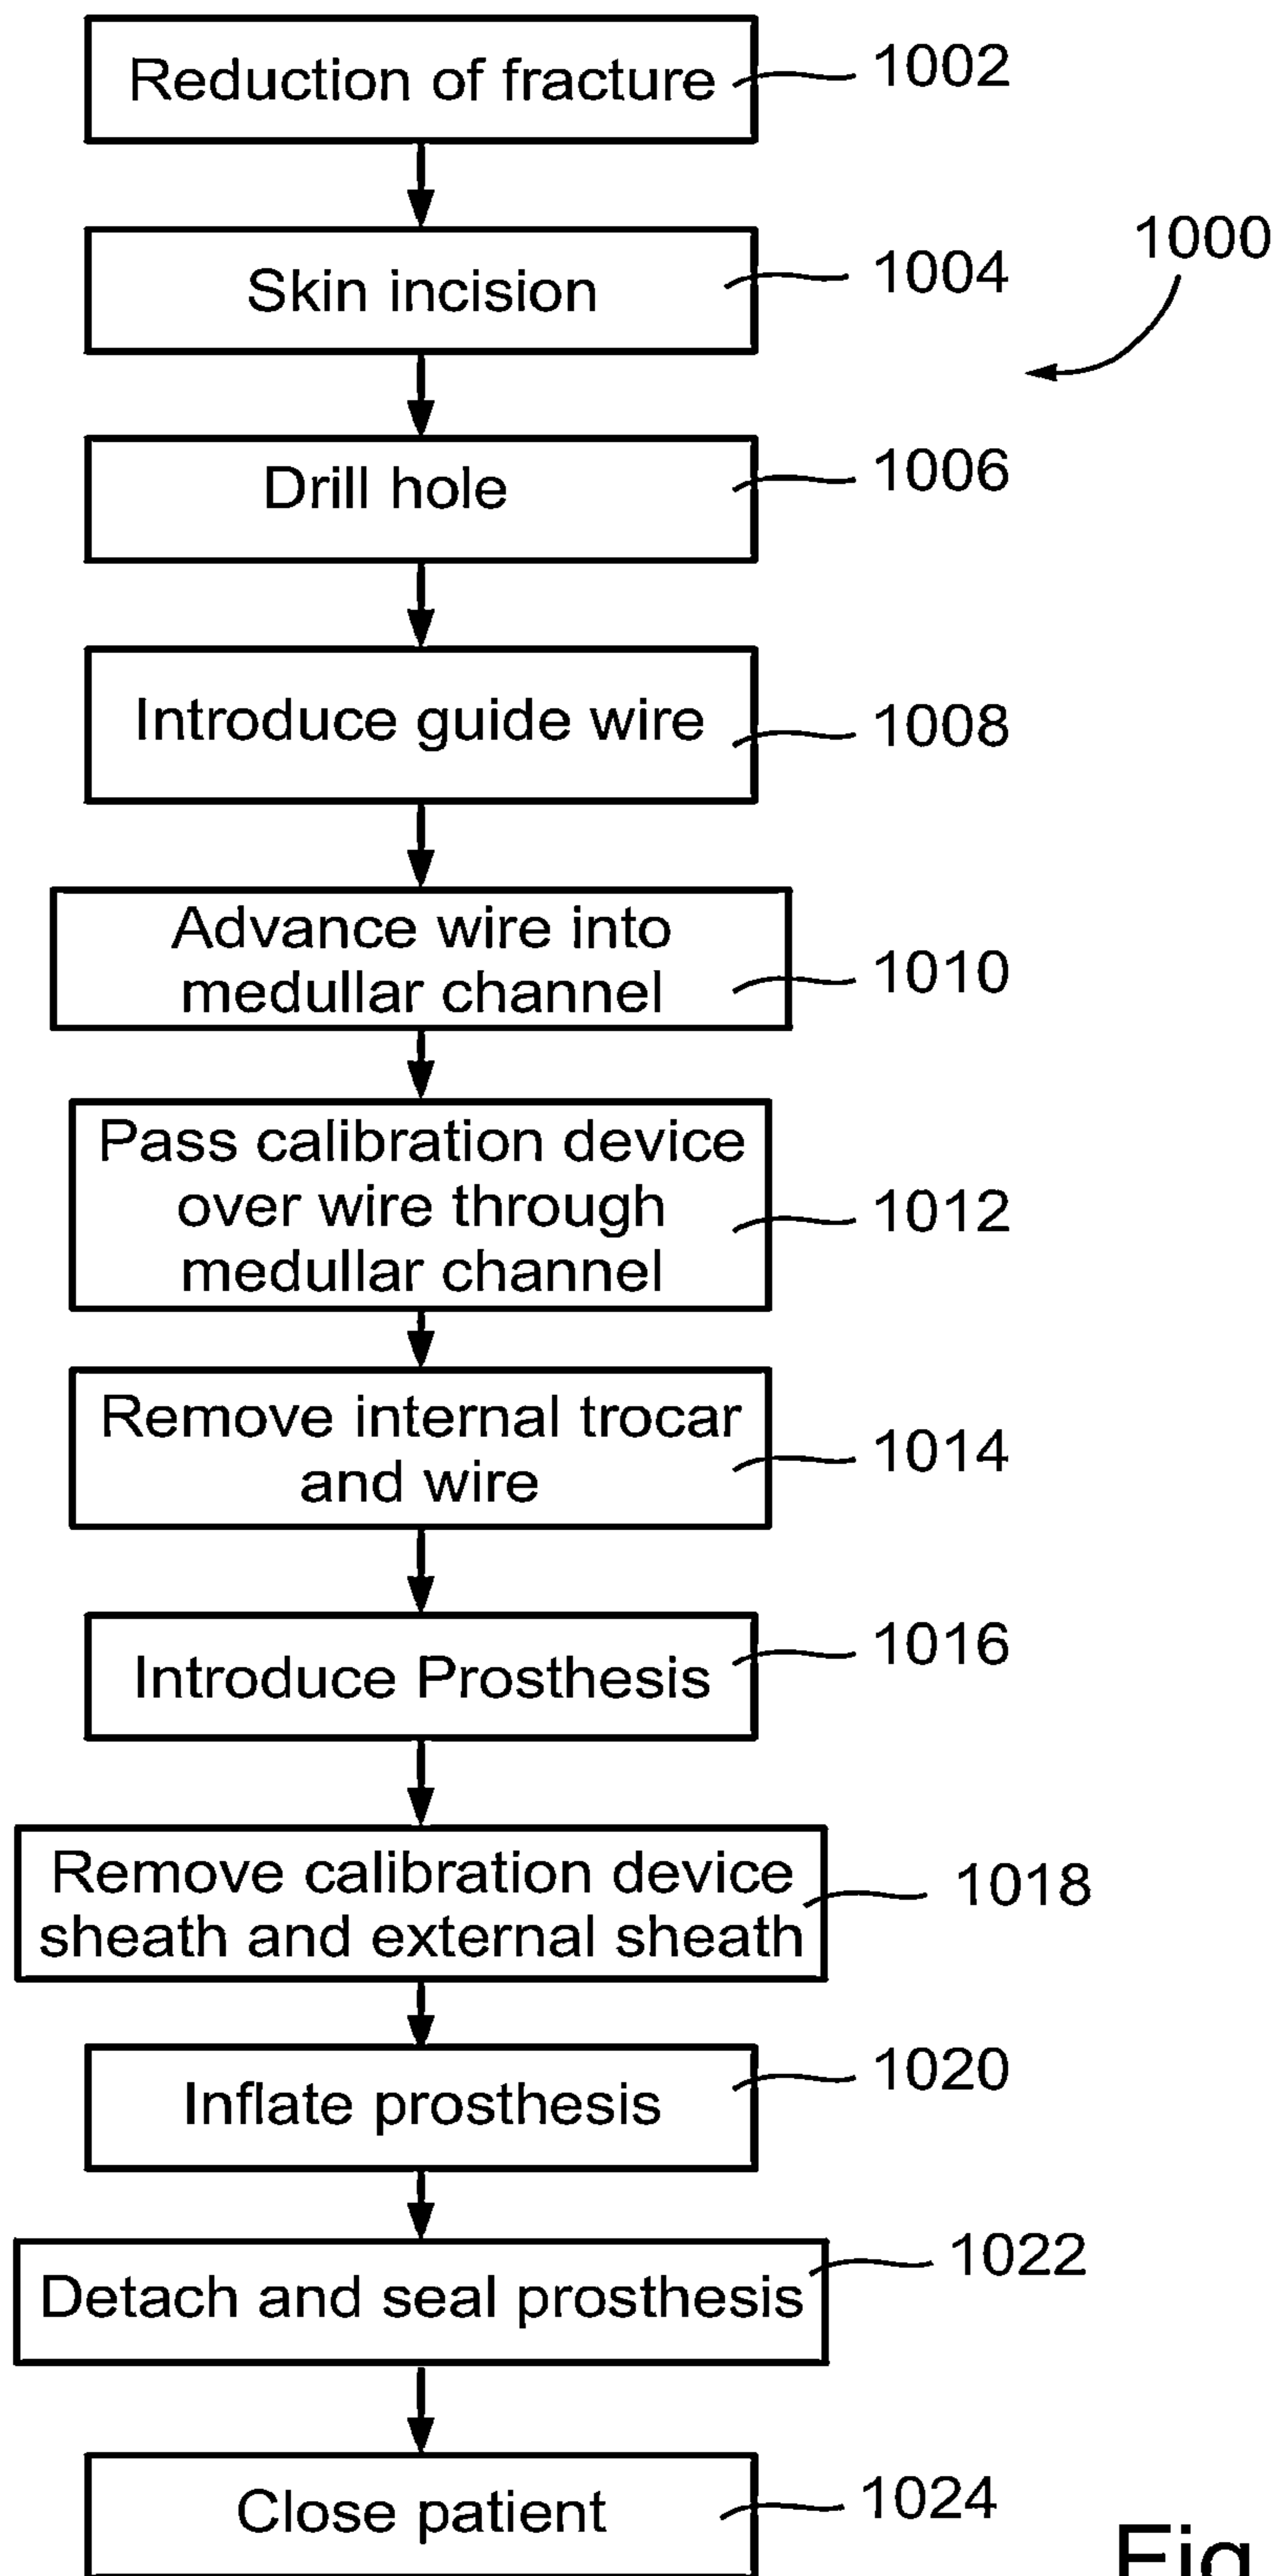 Reduction of fracture
1002
1000
Skin incision
1004
Drill hole
1006
Introduce guide wire
1008
Advance wire into
medullar channel
1010
Pass calibration device
over wire through
medullar channel
1012
Remove internal trocar
and wire
1014
Introduce Prosthesis
1016
Remove calibration device
sheath and external sheath
1018
Inflate prosthesis
1020
Detach and seal prosthesis
1022
Close patient
1024
Fig